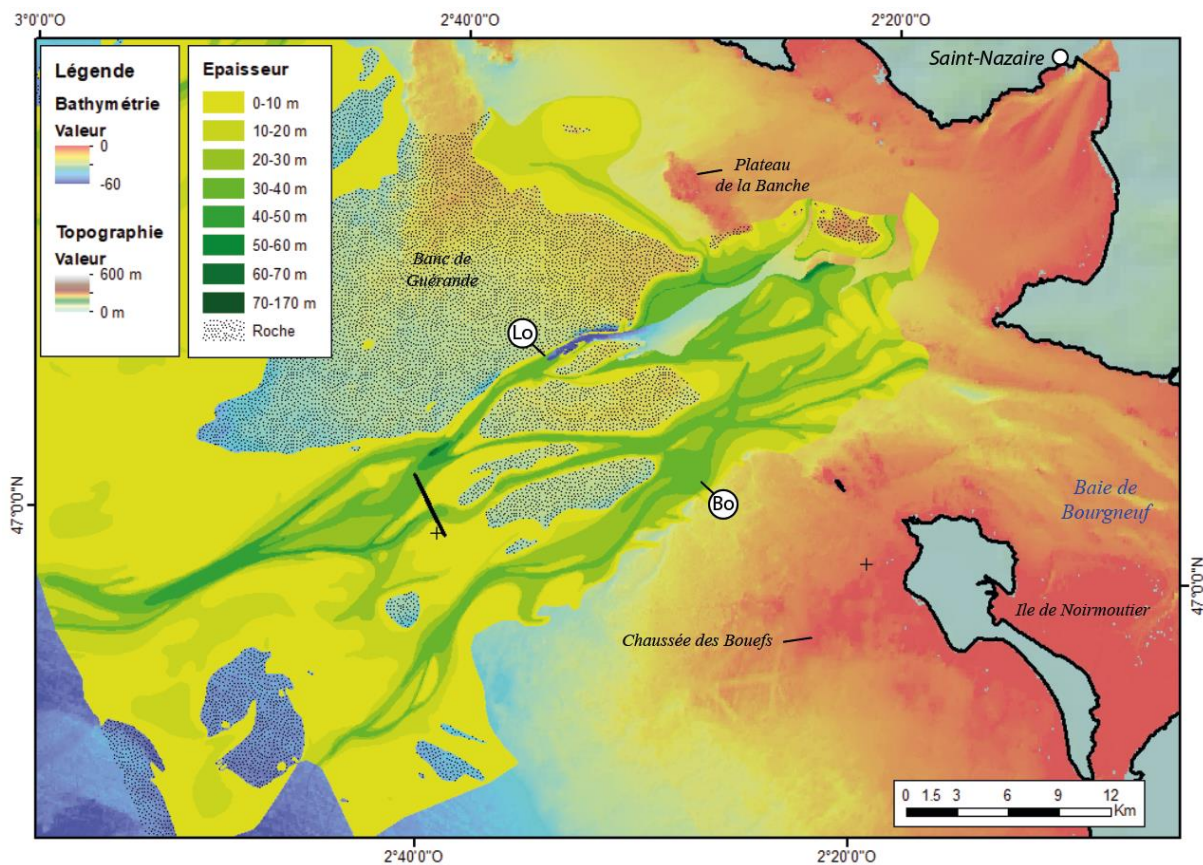 3°0'0"O
2°40'0"O
2°20'0"O
Légende
Bathymétrie
Valeur
0
-60
Topographie
Valeur
600 m
0 m
Epaisseur
0-10 m
10-20 m
20-30 m
30-40 m
40-50 m
50-60 m
60-70 m
70-170 m
Roche
Saint-Nazaire
Plateau
de la Banche
Banc de
Guérande
Lo
Bo
47°0'0"N
Baie de
Bourgneuf
47°0'0"N
Ile de Noirmoutier
Chaussée des Bouefs
0 1.5 3 6 9 12
Km
2°40'0"O
2°20'0"O